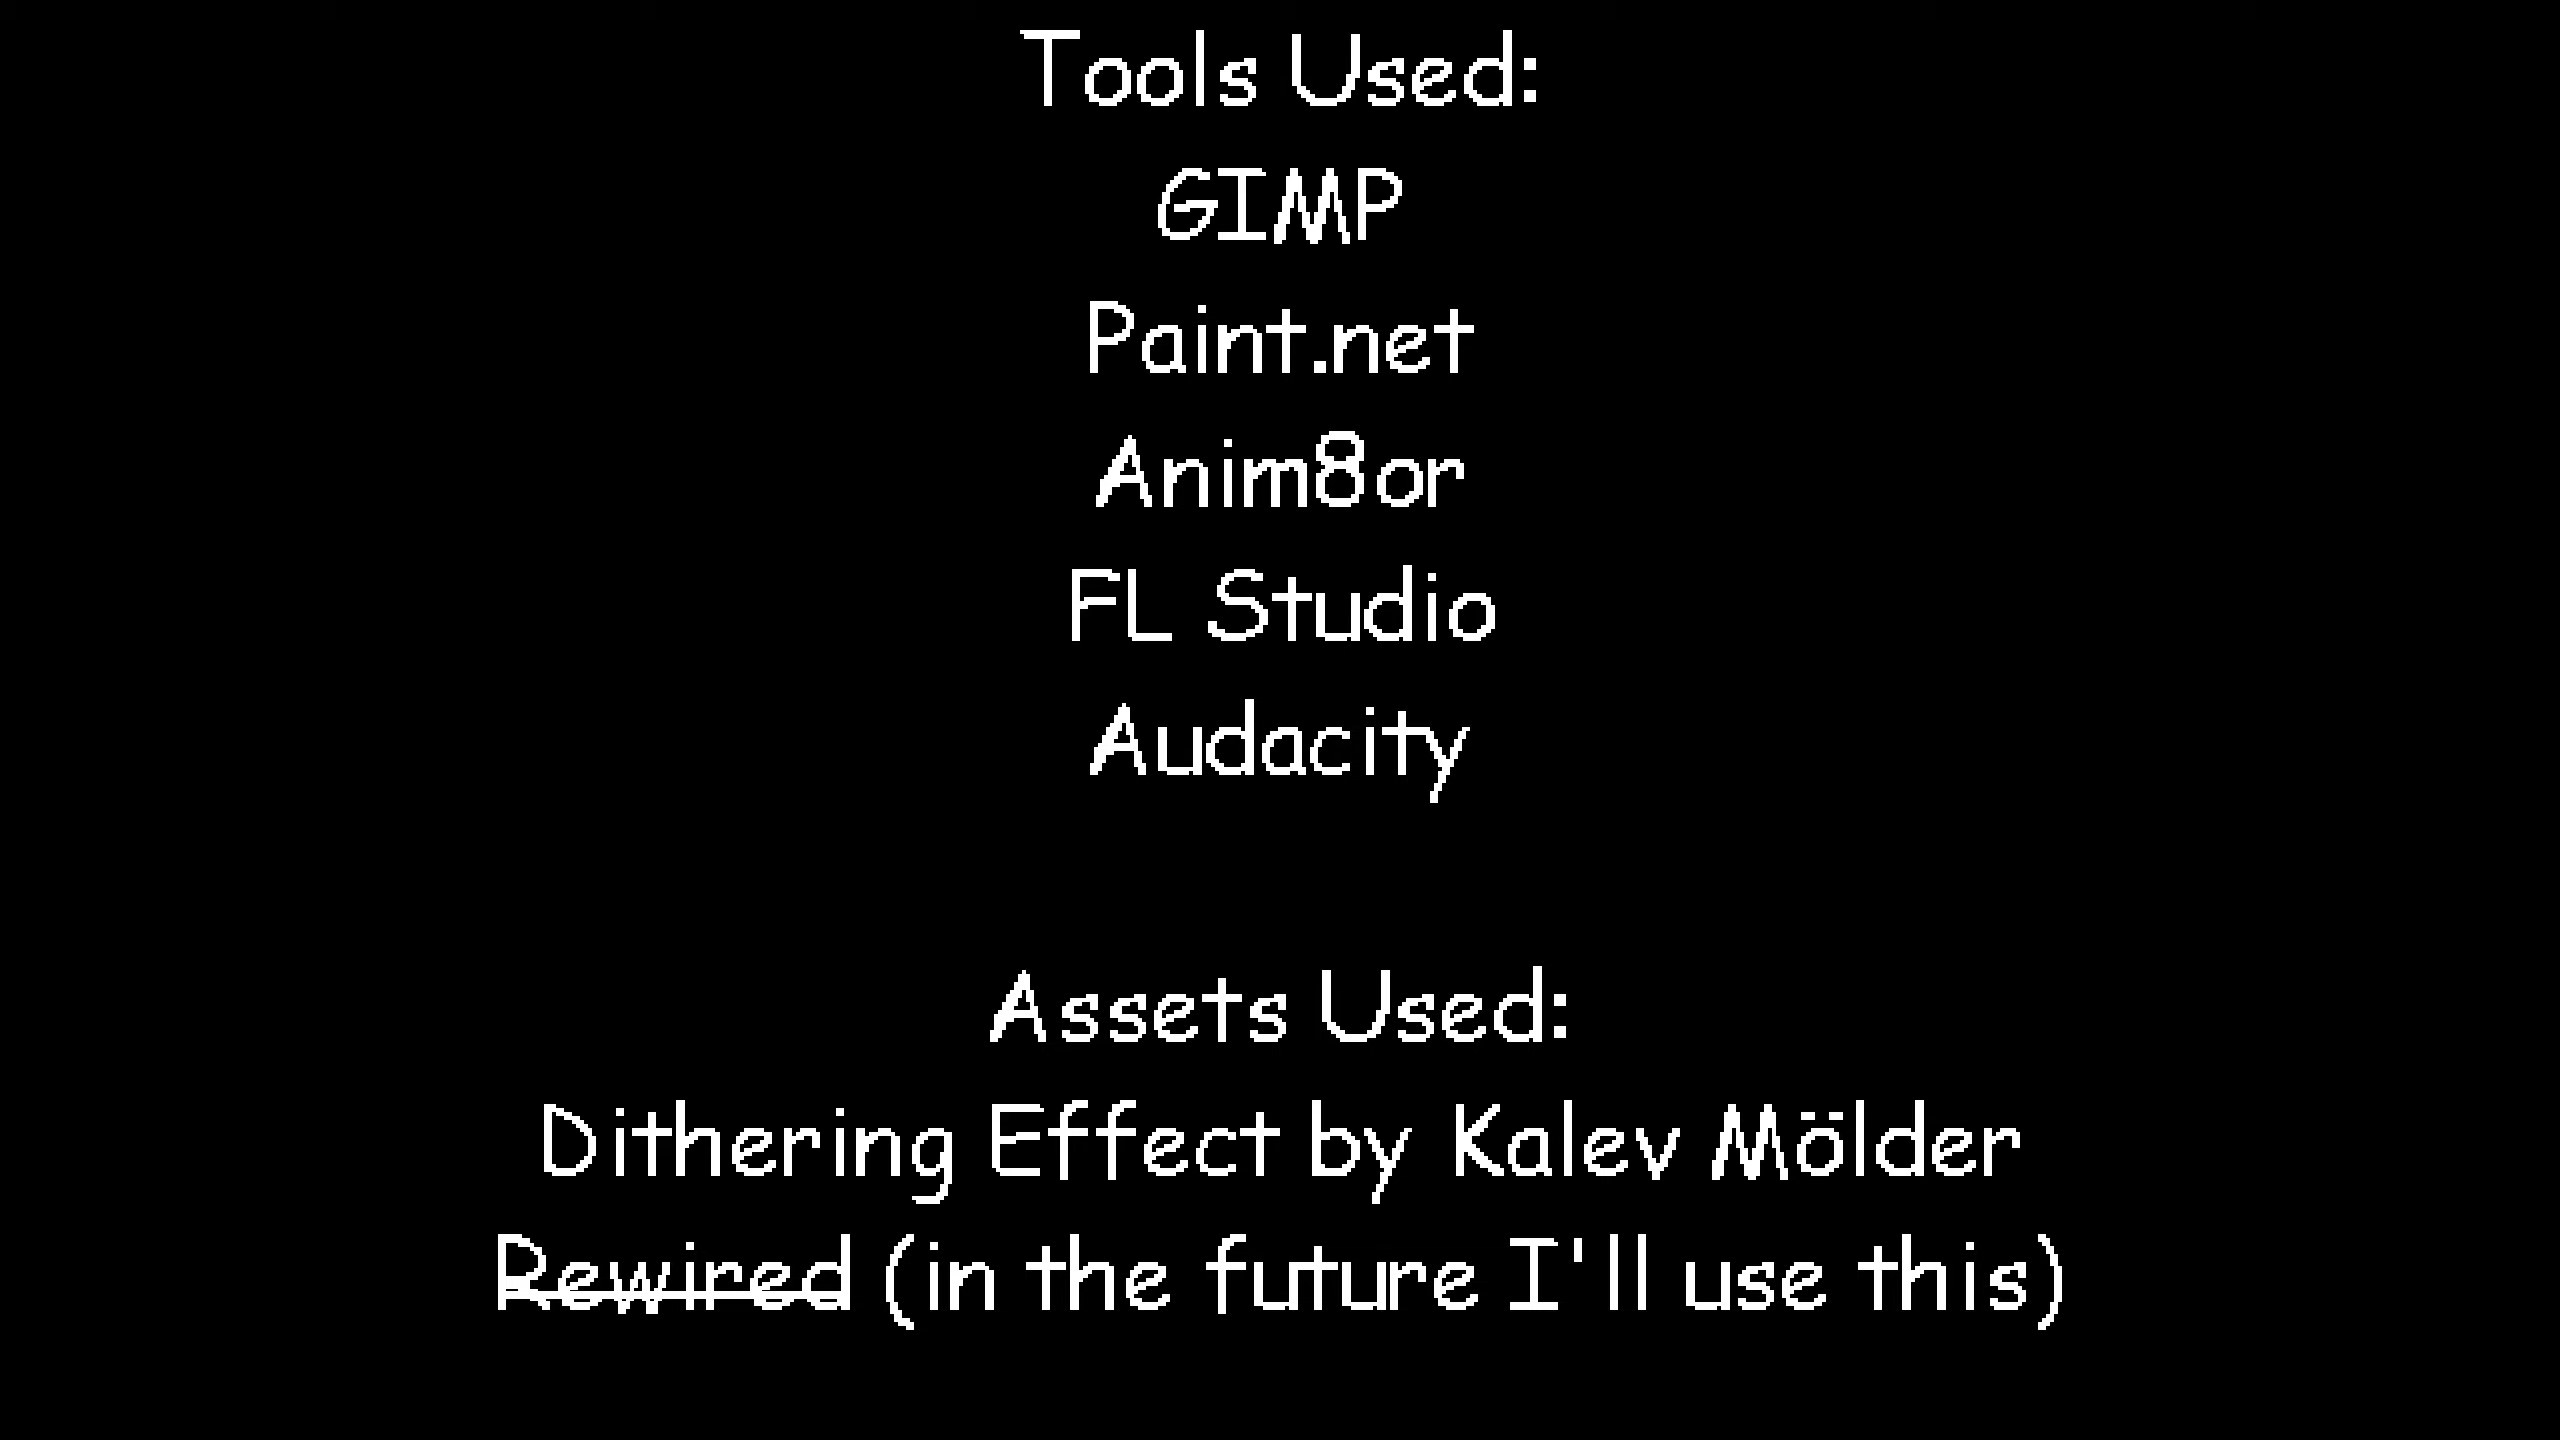 Tools Used:
GIMP
Paint.net
Anim8or
FL Studio
Audacity
Assets Used:
Dithering Effect by Kalev Mölder
Rewired (in the future I'll use this)